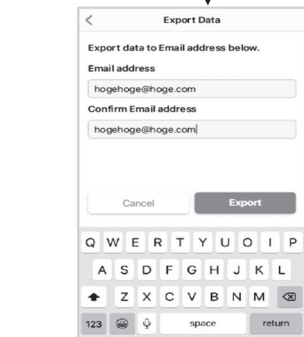 Export Data
Export data to Email address below.
Email address
hogehoge@hoge.com
Confirm Email address
hogehoge@hoge.com
Cancel Export
Q W E R T Y U O I P
A S D F G H J K L
Z X C V B N M
123 space return